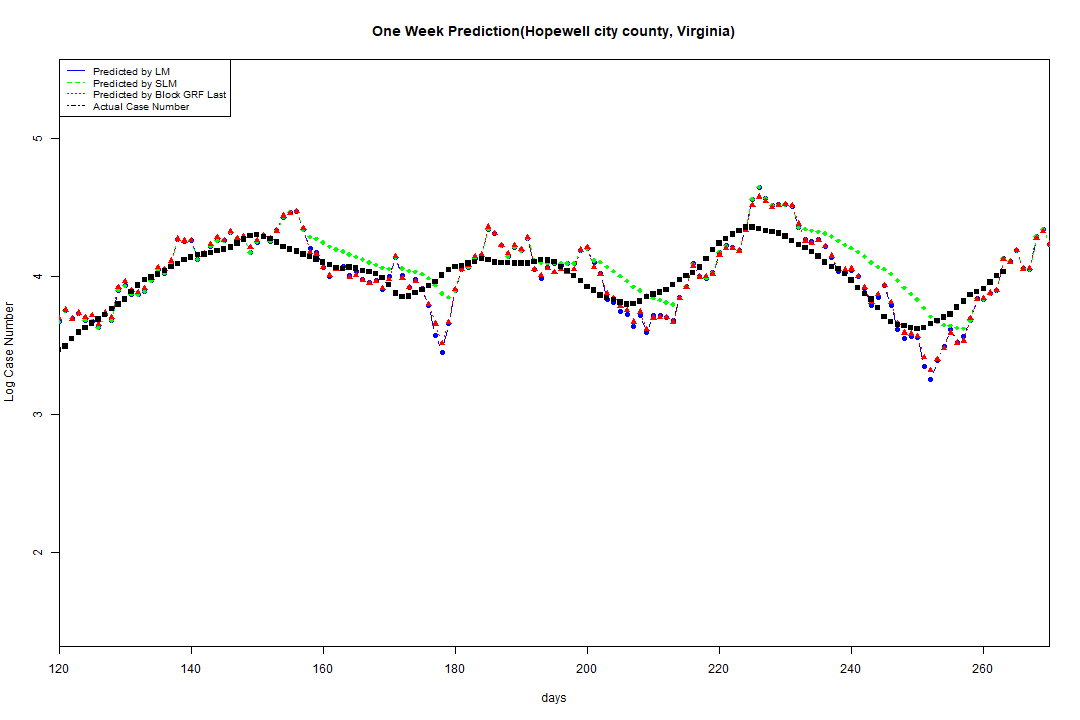 One Week Prediction(Hopewell city county, Virginia)
Predicted by LM
Predicted by SLM
Predicted by Block GRF Last
Actual Case Number
5
4
3
2
Log Case Number
120 140 160 180 200 220 240 260
days